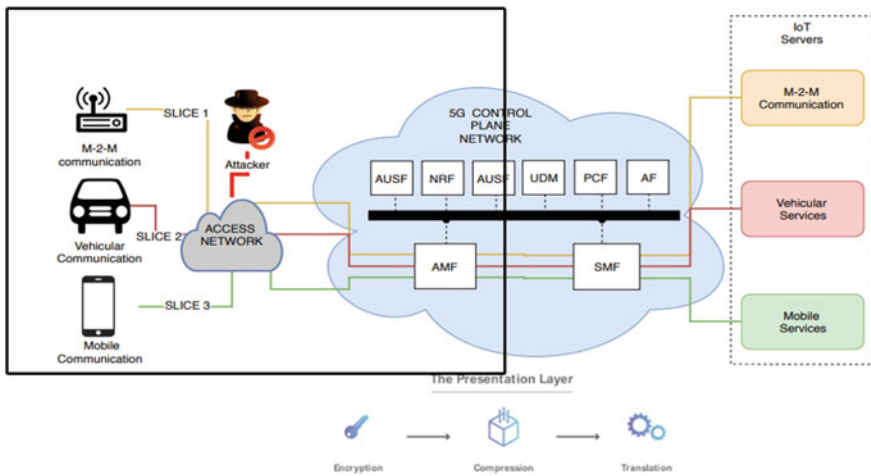 IoT
Servers
M-2-M
Communication
SLICE 1
M-2-M
communication
Attacker
5G CONTROL
PLANE
NETWORK
AUSF
NRF
AUSF
UDM
PCF
AF
Vehicular
Services
SLICE 2
Vehicular
Communication
ACCESS
NETWORK
AMF
SMF
SLICE 3
Mobile
Communication
Mobile
Services
The Presentation Layer
Encryption
Compression
Translation